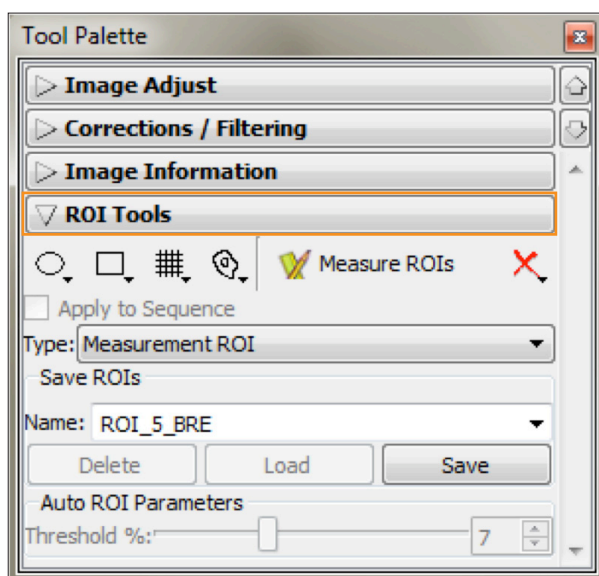 Tool Palette
Image Adjust
Corrections / Filtering
Image Information
ROI Tools
Measure ROIs
Apply to Sequence
Type: Measurement ROI
Save ROIs
Name: ROI_5_BRE
Delete Load Save
Auto ROI Parameters
Threshold %: 7